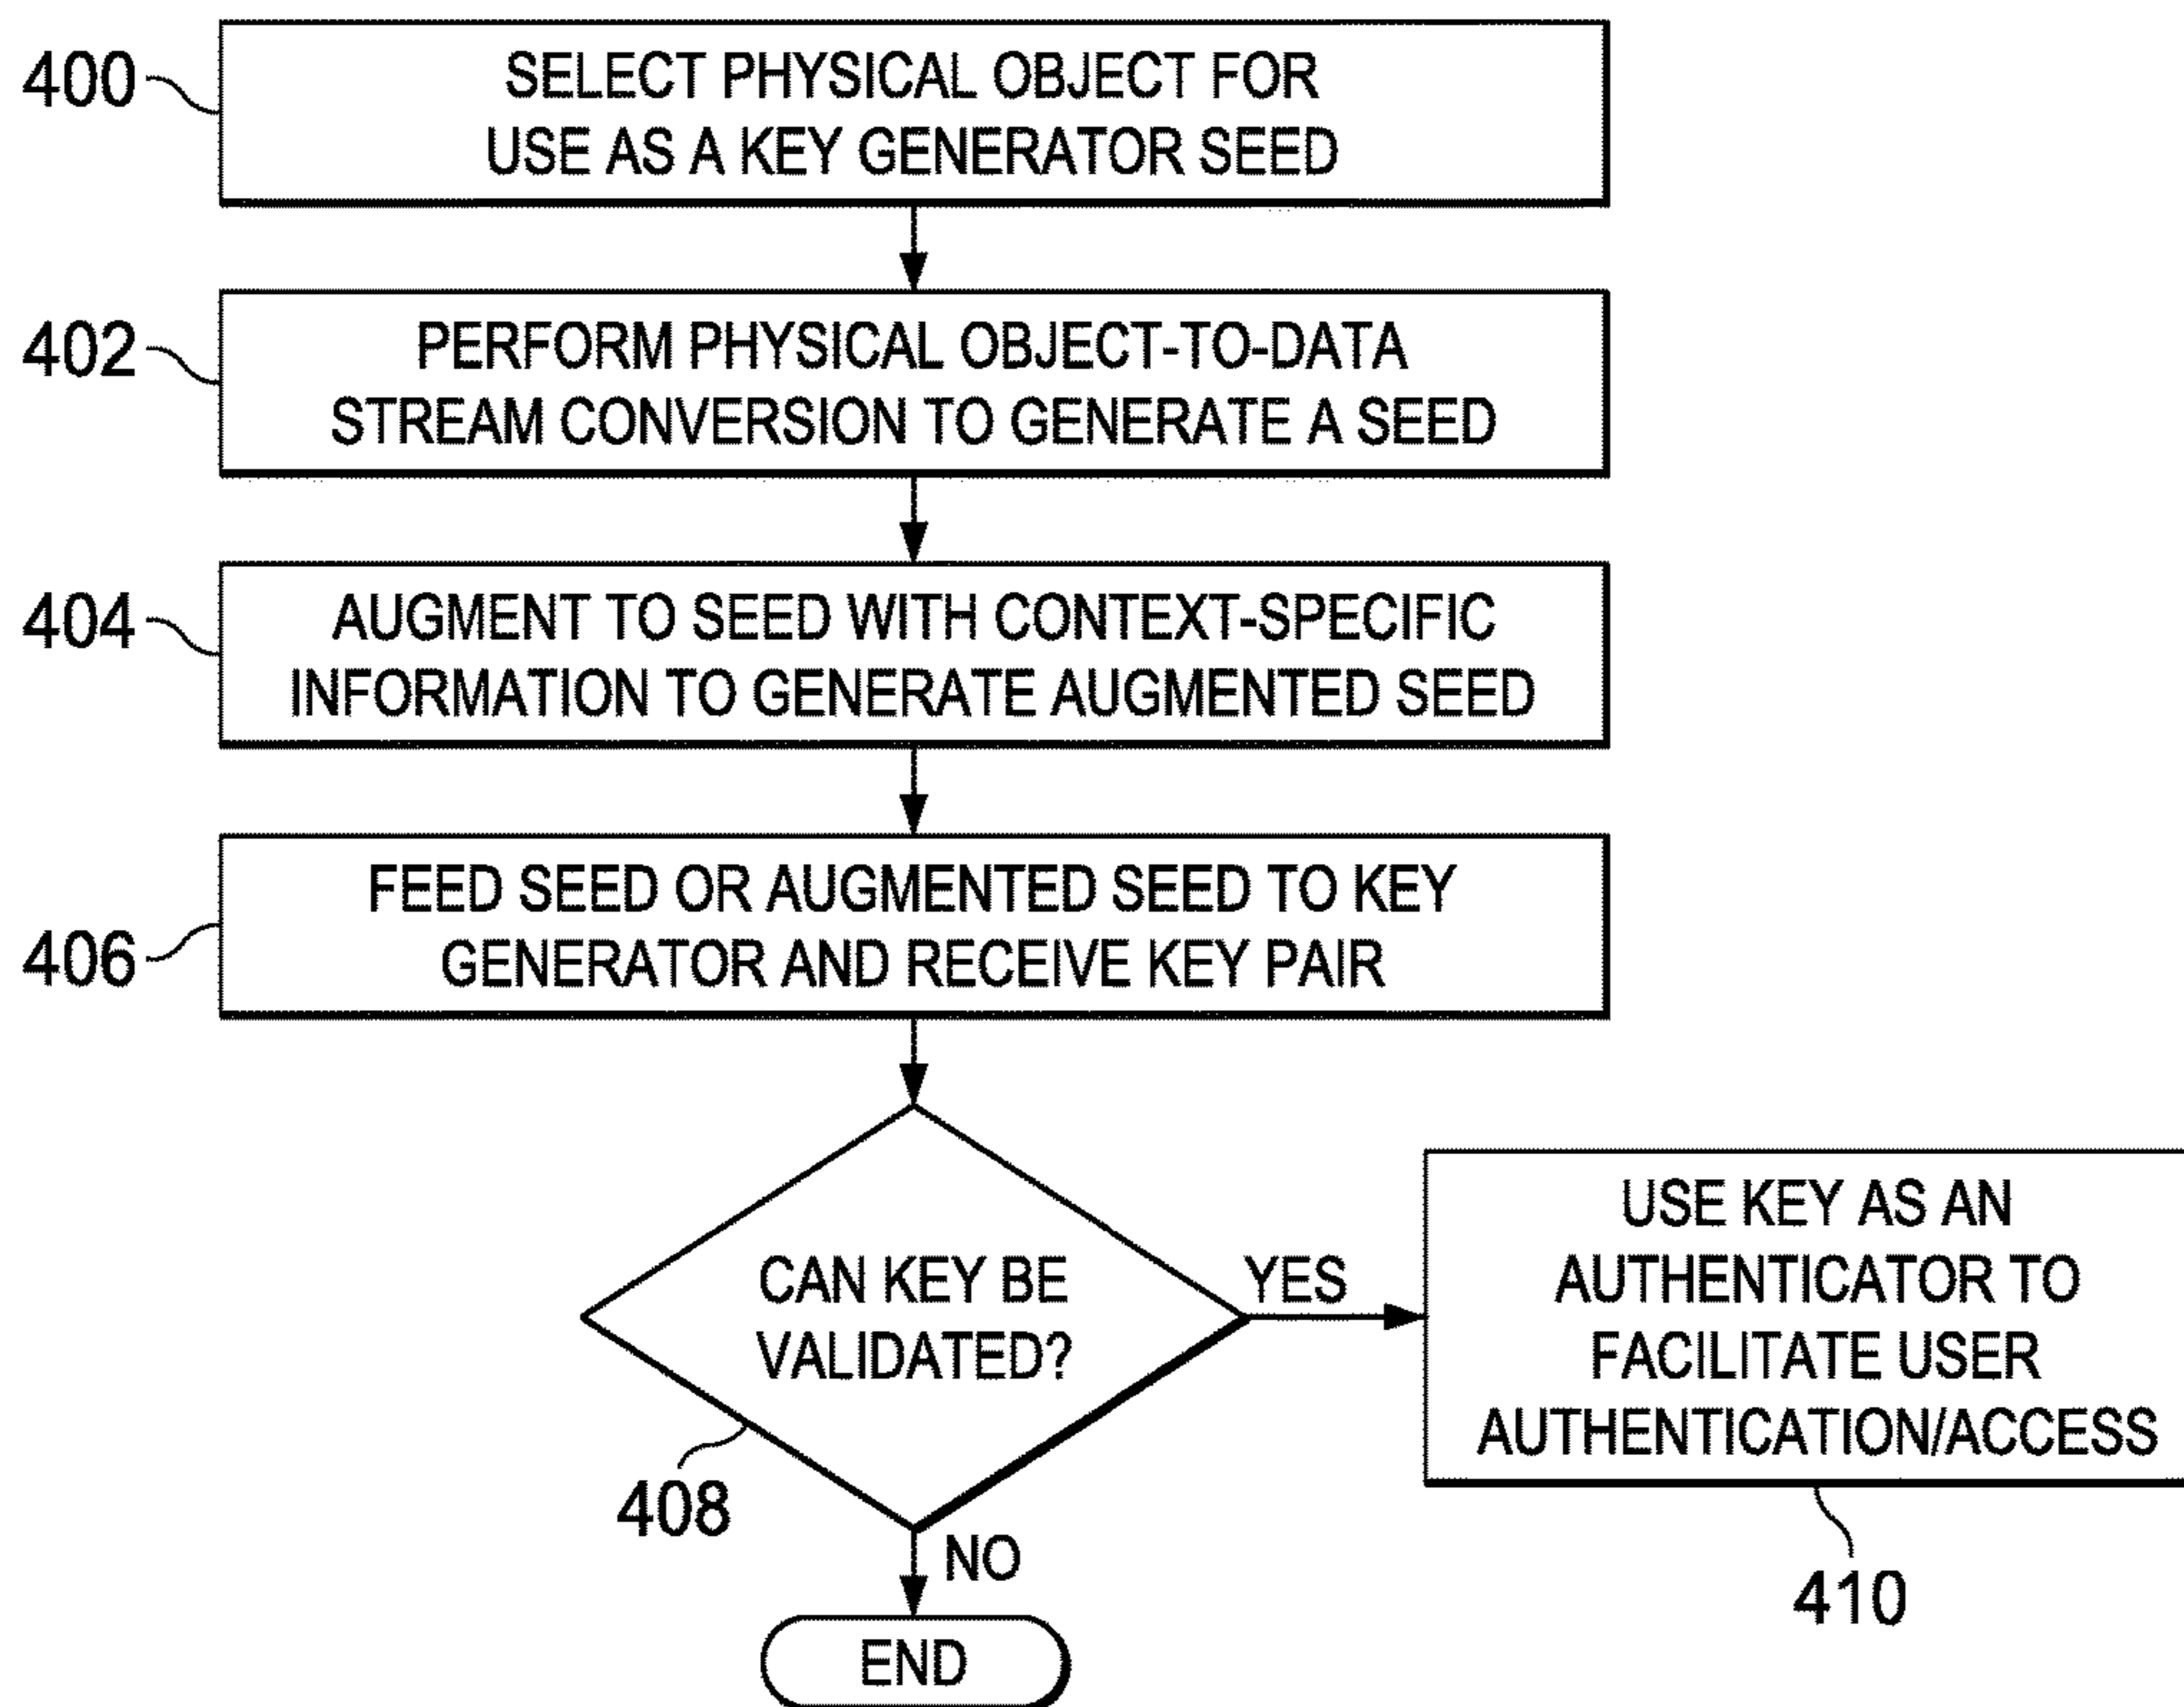 400
SELECT PHYSICAL OBJECT FOR
USE AS A KEY GENERATOR SEED
402
PERFORM PHYSICAL OBJECT-TO-DATA
STREAM CONVERSION TO GENERATE A SEED
404
AUGMENT TO SEED WITH CONTEXT-SPECIFIC
INFORMATION TO GENERATE AUGMENTED SEED
406
FEED SEED OR AUGMENTED SEED TO KEY
GENERATOR AND RECEIVE KEY PAIR
CAN KEY BE
VALIDATED?
408
YES
USE KEY AS AN
AUTHENTICATOR TO
FACILITATE USER
AUTHENTICATION/ACCESS
410
NO
END